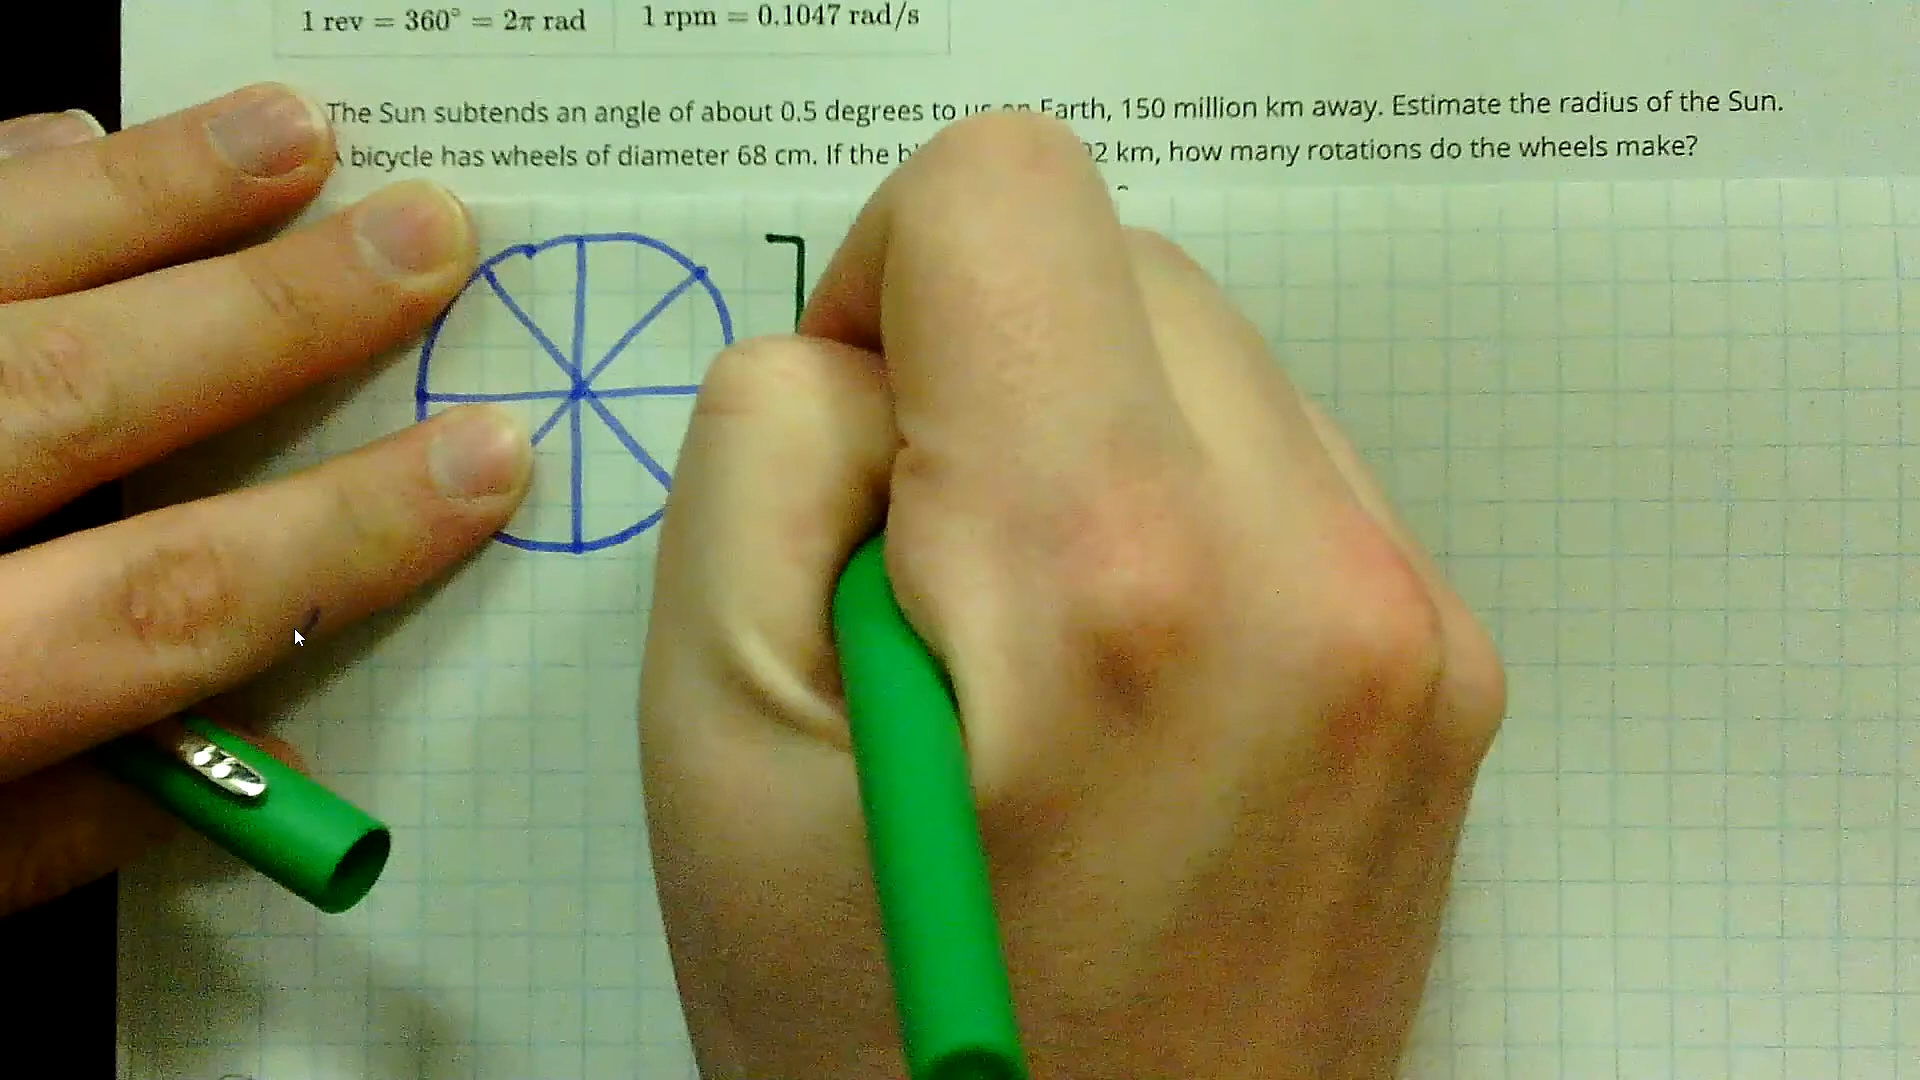 1 rev = 360° = 2π rad 1 rpm = 0.1047 rad/s
The Sun subtends an angle of about 0.5 degrees to us on Earth, 150 million km away. Estimate the radius of the Sun.
A bicycle has wheels of diameter 68 cm. If the km, how many rotations do the wheels make?